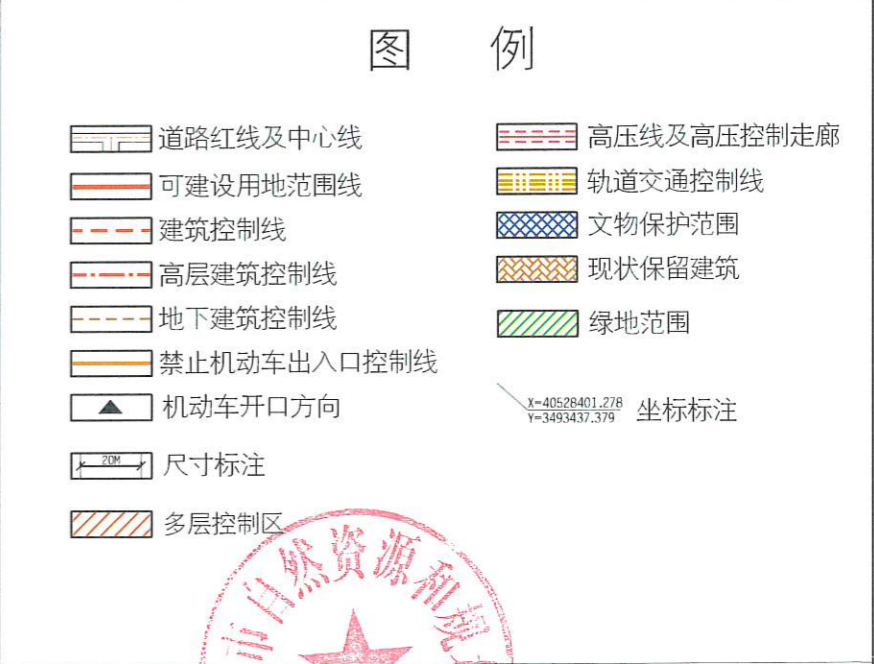 图 例
道路红线及中心线
可建设用地范围线
建筑控制线
高层建筑控制线
地下建筑控制线
禁止机动车出入口控制线
机动车开口方向
20M 尺寸标注
多层控制区
高压线及高压控制走廊
轨道交通控制线
文物保护范围
现状保留建筑
绿地范围
X=40528401.278
Y=3493437.379
坐标标注
市自然资源和规